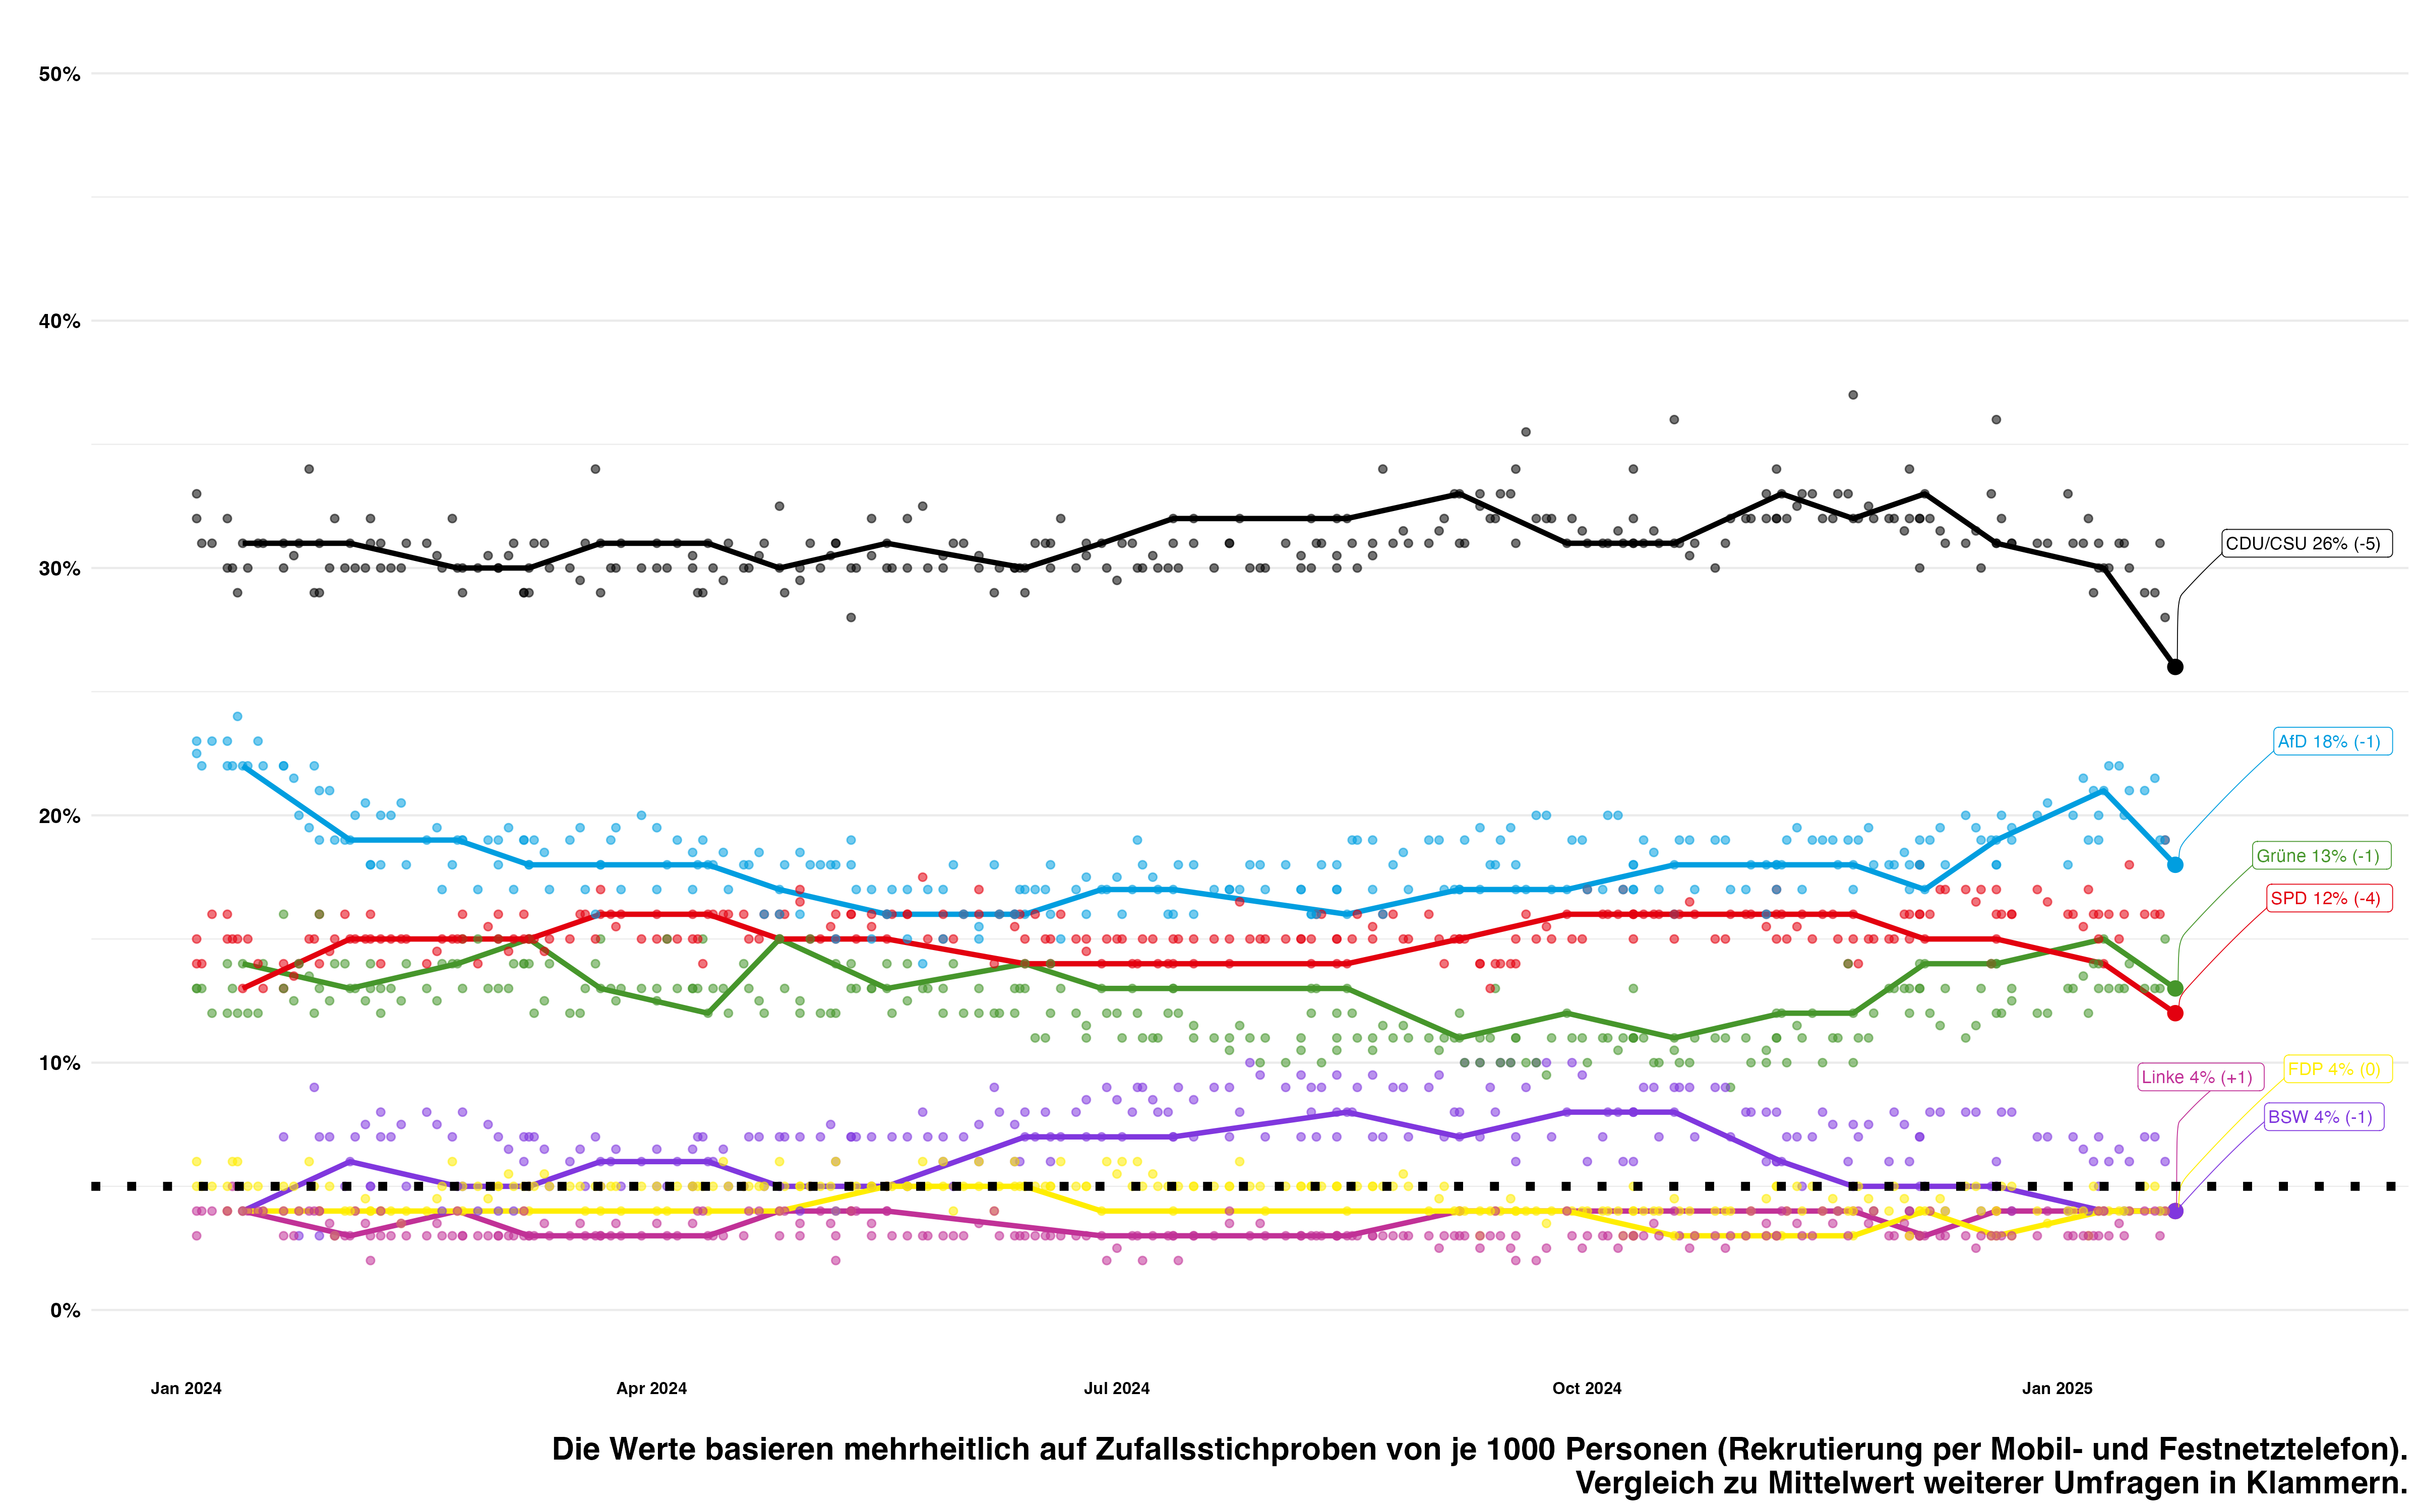 50%
40%
30%
20%
10%
0%
CDU/CSU 26% (-5)
AfD 18% (-1)
Grüne 13% (-1)
SPD 12% (-4)
FDP 4% (0)
Linke 4% (+1)
BSW 4% (-1)
Jan 2024
Apr 2024
Jul 2024
Oct 2024
Jan 2025
Die Werte basieren mehrheitlich auf Zufallsstichproben von je 1000 Personen (Rekrutierung per Mobil- und Festnetztelefon).
Vergleich zu Mittelwert weiterer Umfragen in Klammern.